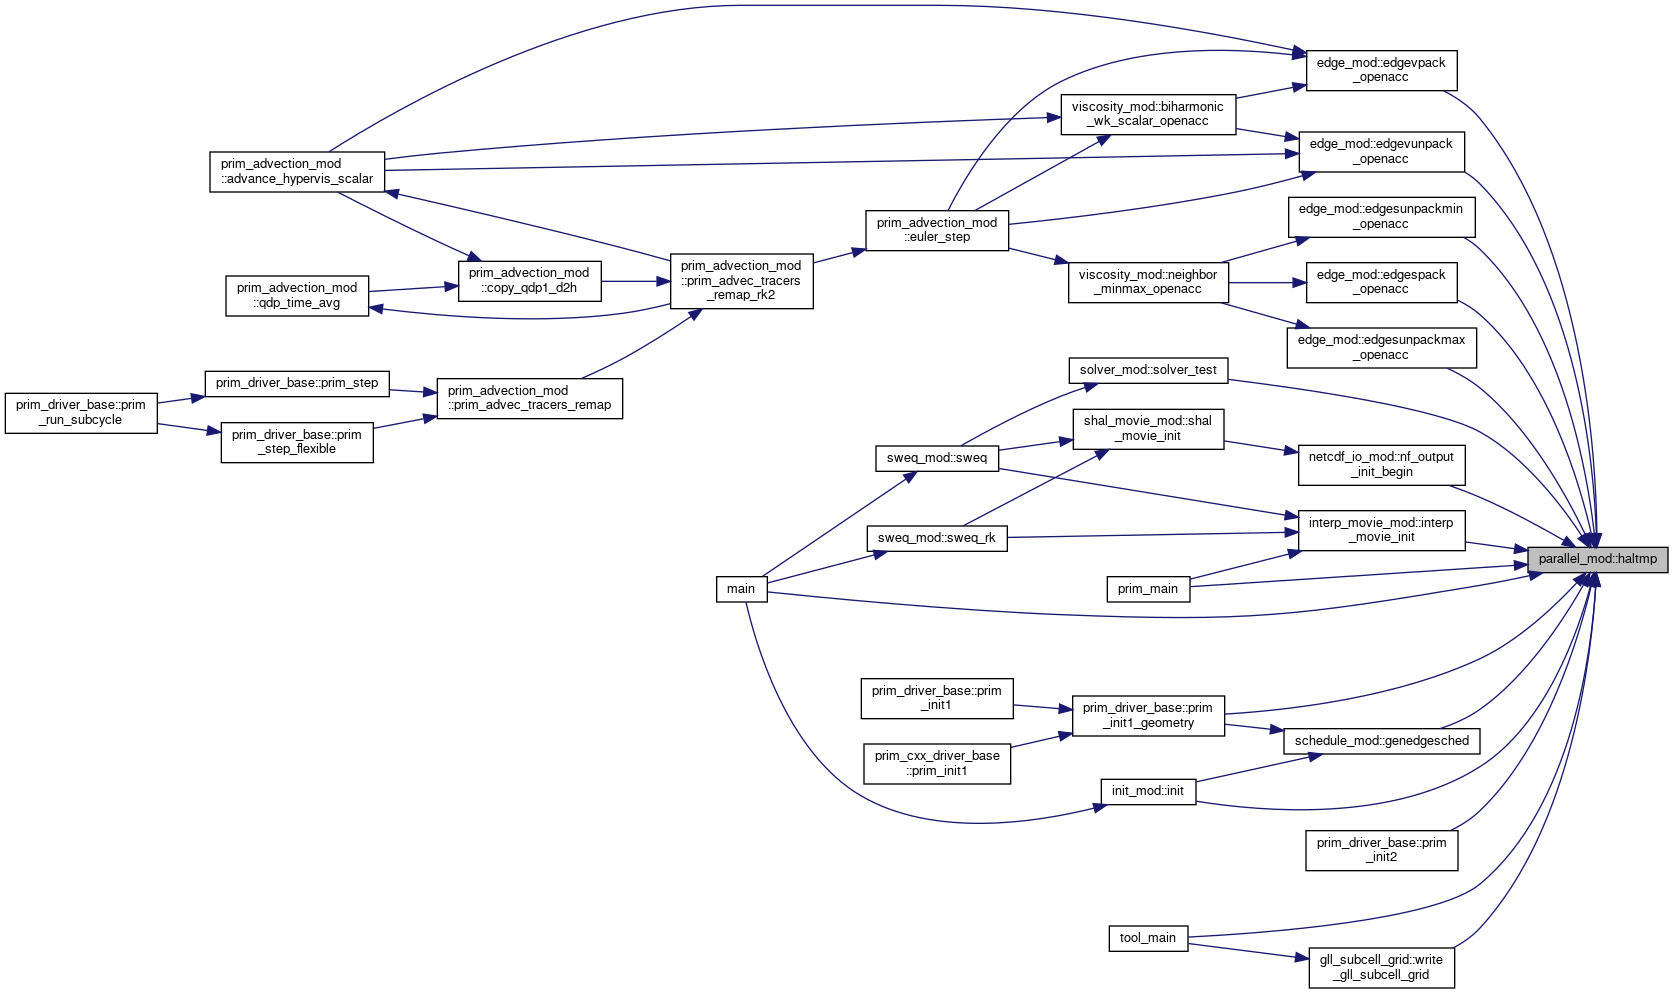 edge_mod::edgevpack
_openacc
viscosity_mod::biharmonic
_wk_scalar_openacc
edge_mod::edgevunpack
_openacc
prim_advection_mod
::advance_hypervis_scalar
edge_mod::edgesunpackmin
_openacc
prim_advection_mod
::euler_step
prim_advection_mod
::prim_advec_tracers
_remap_rk2
prim_advection_mod
::copy_qdp1_d2h
viscosity_mod::neighbor
_minmax_openacc
edge_mod::edgespack
_openacc
prim_advection_mod
::qdp_time_avg
edge_mod::edgesunpackmax
_openacc
solver_mod::solver_test
prim_driver_base::prim_step
prim_advection_mod
::prim_advec_tracers_remap
prim_driver_base::prim
_run_subcycle
shal_movie_mod::shal
_movie_init
prim_driver_base::prim
_step_flexible
sweq_mod::sweq
netcdf_io_mod::nf_output
_init_begin
interp_movie_mod::interp
_movie_init
sweq_mod::sweq_rk
parallel_mod::haltmp
main
prim_main
prim_driver_base::prim
_init1
prim_driver_base::prim
_init1_geometry
schedule_mod::genedgesched
prim_cxx_driver_base
::prim_init1
init_mod::init
prim_driver_base::prim
_init2
tool_main
gll_subcell_grid::write
_gll_subcell_grid